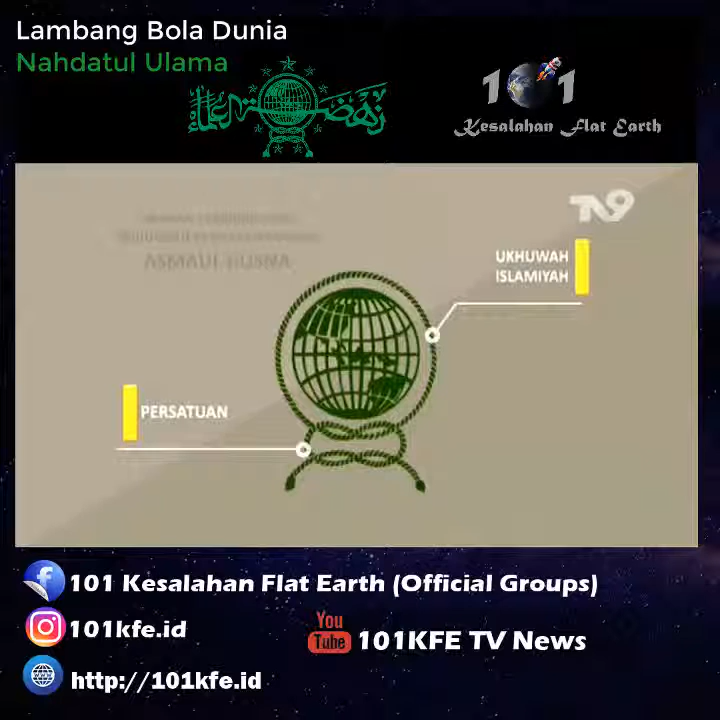 Lambang Bola Dunia
Nahdatul Ulama
101
Kesalahan Flat Earth
TV9
ASMAUL HUSNA
UKHUWAH
ISLAMIYAH
PERSATUAN
101 Kesalahan Flat Earth (Official Groups)
101kfe.id
You
Tube
101KFE TV News
http://101kfe.id